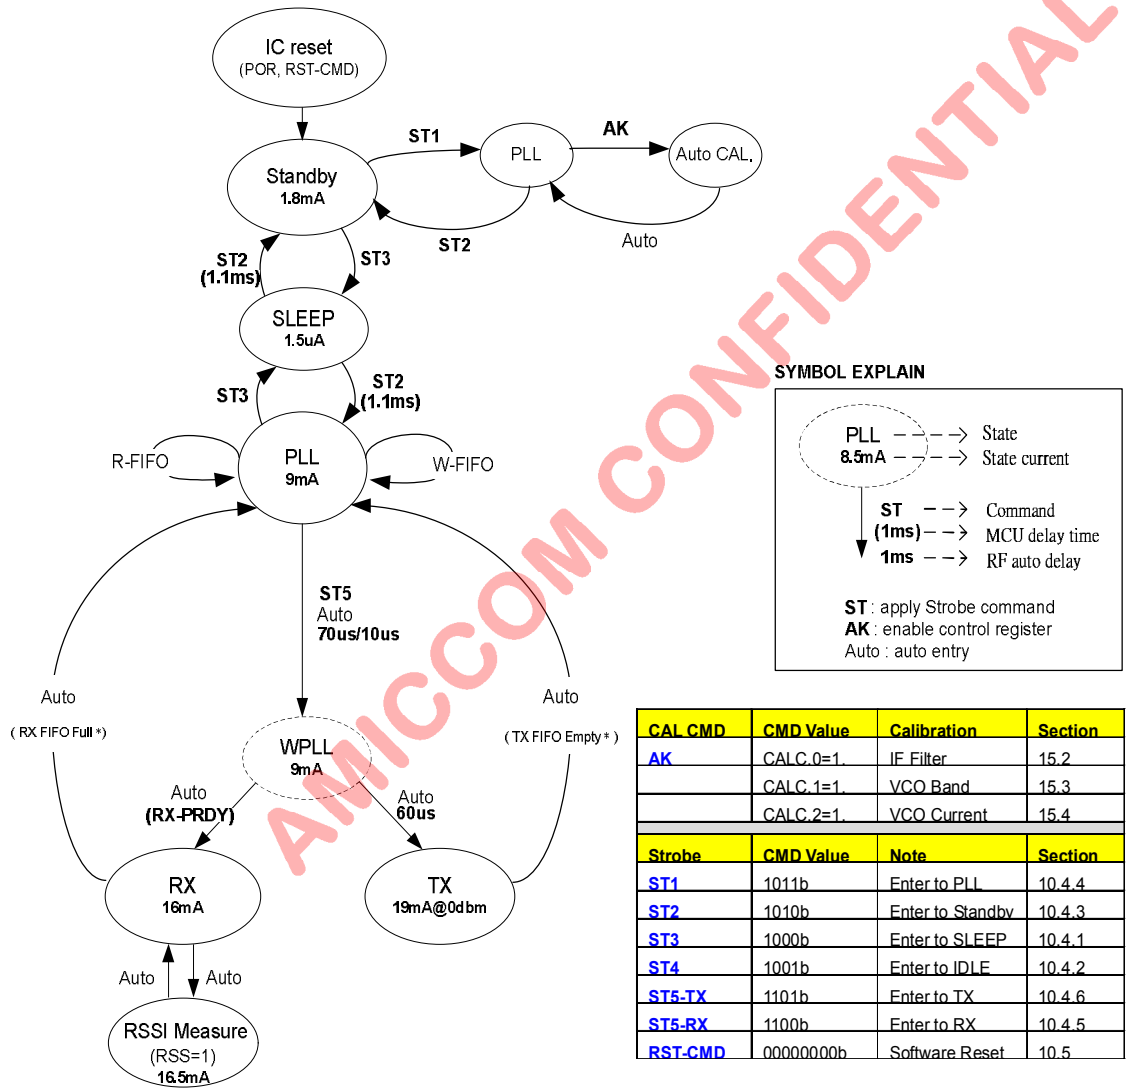 IC reset
(POR, RST-CMD)
ST1
AK
PLL
Auto CAL.
Standby
1.8mA
ST2
Auto
ST2
(1.1ms)
ST3
SLEEP
1.5uA
ST3
ST2
(1.1ms)
R-FIFO
PLL
9mA
W-FIFO
ST5
Auto
70us/10us
Auto
( RX FIFO Full *)
Auto
( TX FIFO Empty * )
WPLL
9mA
Auto
(RX-PRDY)
Auto
60us
RX
16mA
TX
19mA@0dbm
Auto
Auto
RSSI Measure
(RSS=1)
16.5mA
SYMBOL EXPLAIN
PLL
State
8.5mA
State current
ST
Command
(1ms)
MCU delay time
1ms
RF auto delay
ST : apply Strobe command
AK : enable control register
Auto : auto entry
CAL CMD CMD Value Calibration Section
AK CALC.0=1. IF Filter 15.2
CALC.1=1. VCO Band 15.3
CALC.2=1. VCO Current 15.4
Strobe CMD Value Note Section
ST1 1011b Enter to PLL 10.4.4
ST2 1010b Enter to Standby 10.4.3
ST3 1000b Enter to SLEEP 10.4.1
ST4 1001b Enter to IDLE 10.4.2
ST5-TX 1101b Enter to TX 10.4.6
ST5-RX 1100b Enter to RX 10.4.5
RST-CMD 00000000b Software Reset 10.5
AMICCOM CONFIDENTIAL